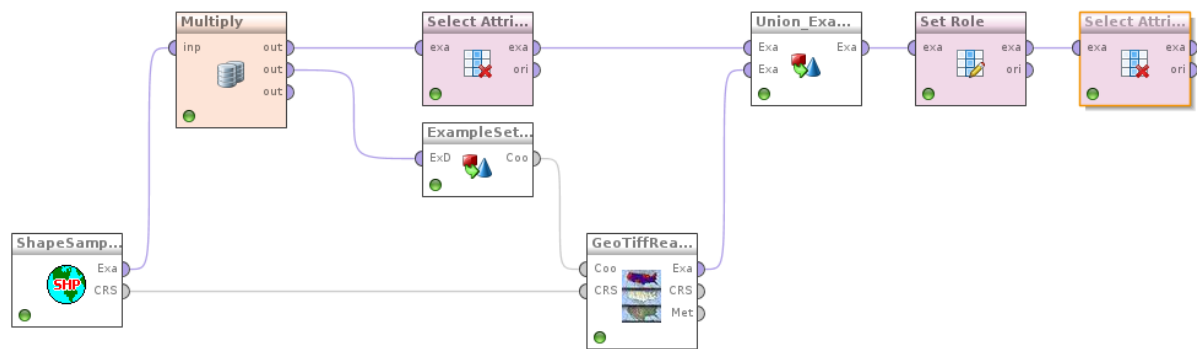 Multiply
inp out
out
out
Select Attri...
exa exa
ori
Union_Exa...
Exa Exa
Exa
Set Role
exa exa
ori
Select Attri...
exa exa
ori
ExampleSet...
ExD Coo
ShapeSamp...
Exa
CRS
SHP
GeoTiffRea...
Coo Exa
CRS CRS
Met